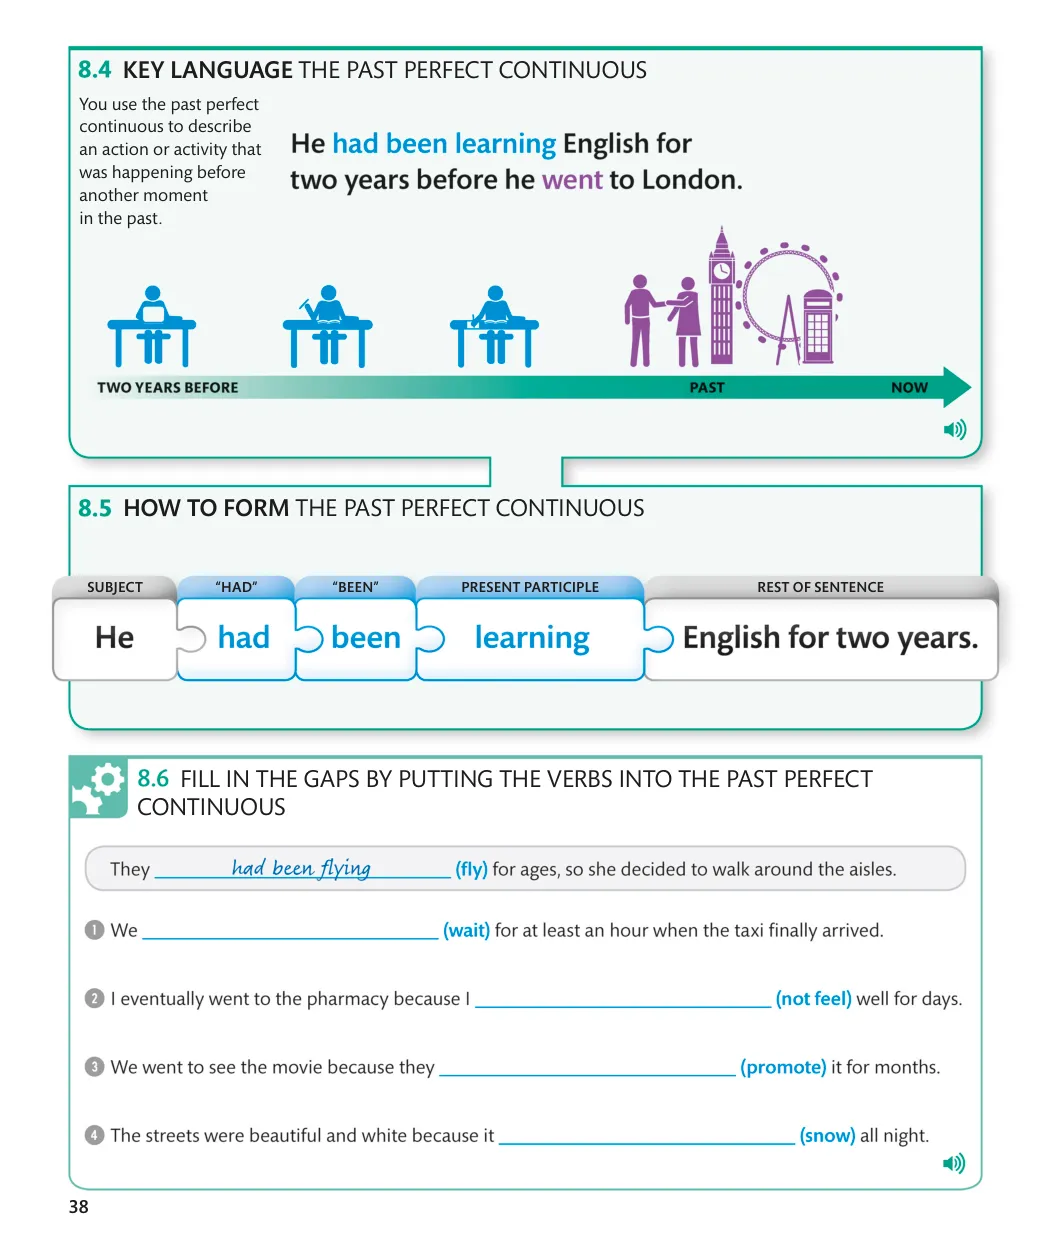 8.4 KEY LANGUAGE THE PAST PERFECT CONTINUOUS
You use the past perfect
continuous to describe
an action or activity that
was happening before
another moment
in the past.
He had been learning English for
two years before he went to London.
TWO YEARS BEFORE PAST NOW
8.5 HOW TO FORM THE PAST PERFECT CONTINUOUS
SUBJECT “HAD” “BEEN” PRESENT PARTICIPLE REST OF SENTENCE
He had been learning English for two years.
8.6 FILL IN THE GAPS BY PUTTING THE VERBS INTO THE PAST PERFECT
CONTINUOUS
They had been flying (fly) for ages, so she decided to walk around the aisles.
1 We (wait) for at least an hour when the taxi finally arrived.
2 I eventually went to the pharmacy because I (not feel) well for days.
3 We went to see the movie because they (promote) it for months.
4 The streets were beautiful and white because it (snow) all night.
38